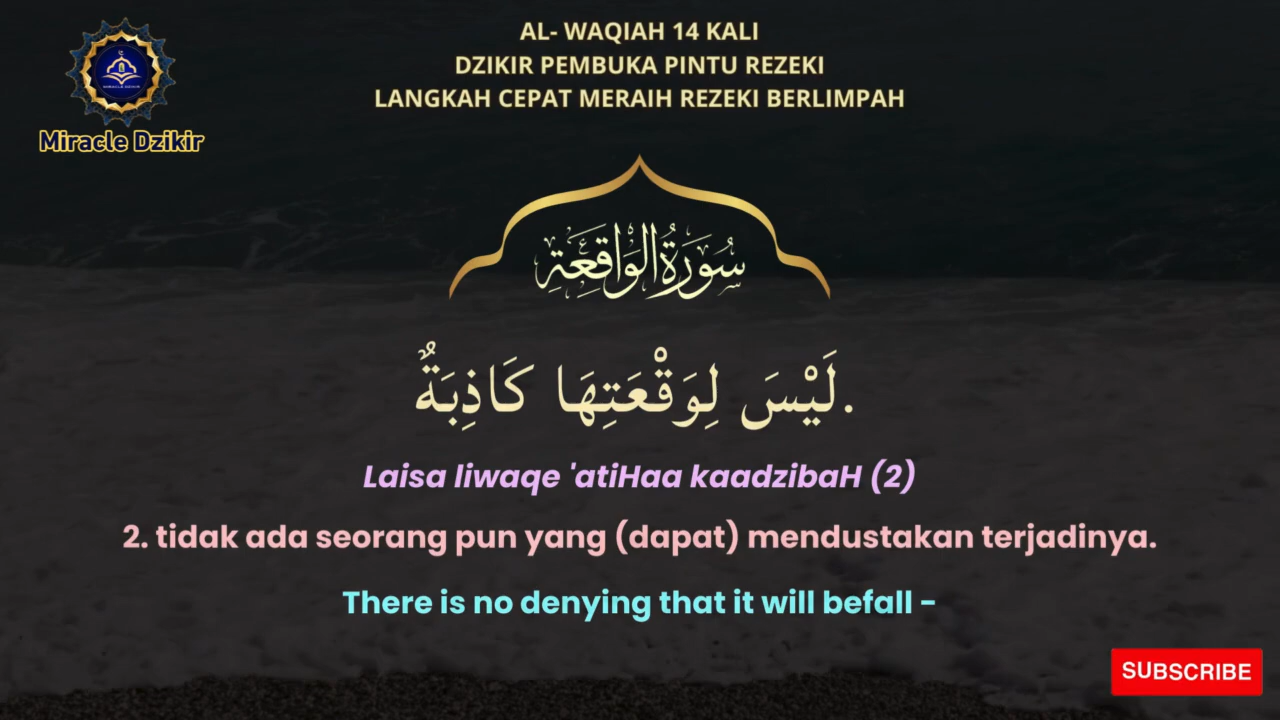 AL- WAQIAH 14 KALI
DZIKIR PEMBUKA PINTU REZEKI
LANGKAH CEPAT MERAIH REZEKI BERLIMPAH
Miracle Dzikir
سُورَةُ الْوَاقِعَةِ
.لَيْسَ لِوَقْعَتِهَا كَاذِبَةٌ
Laisa liwaqe 'atiHaa kaadzibaH (2)
2. tidak ada seorang pun yang (dapat) mendustakan terjadinya.
There is no denying that it will befall -
SUBSCRIBE